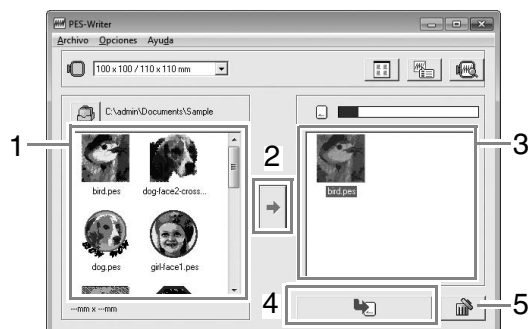 PES-Writer
Archivo Opciones Ayuda
100 x 100 / 110 x 110 mm
C:\admin\Documents\Sample
1
2
3
bird.pes
dog-face2-cross...
bird.pes
dog.pes
girl-face1.pes
4
5
---mm x ---mm